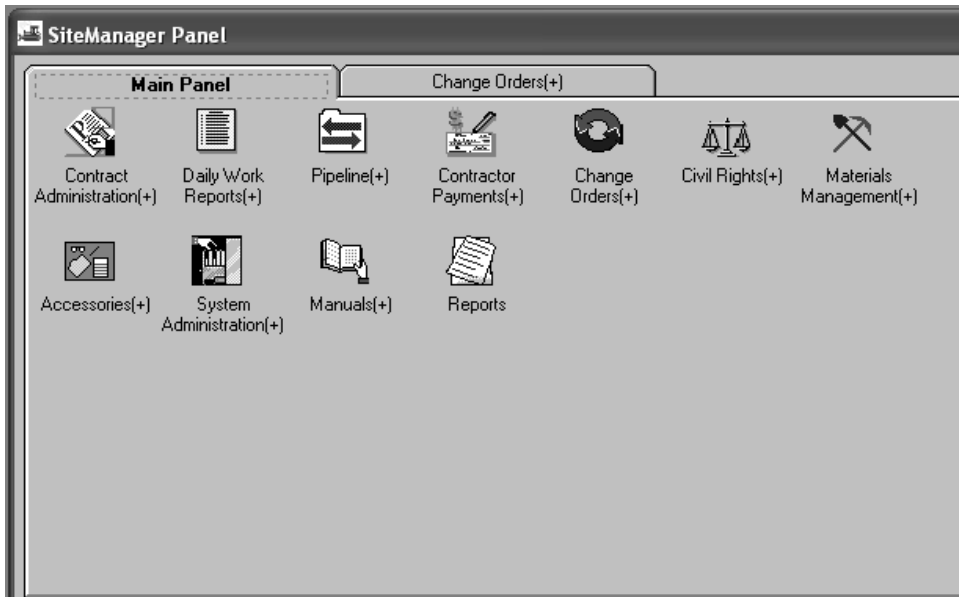 SiteManager Panel
Main Panel
Change Orders(+)
Contract
Administration(+)
Daily Work
Reports(+)
Pipeline(+)
Contractor
Payments(+)
Change
Orders(+)
Civil Rights(+)
Materials
Management(+)
Accessories(+)
System
Administration(+)
Manuals(+)
Reports